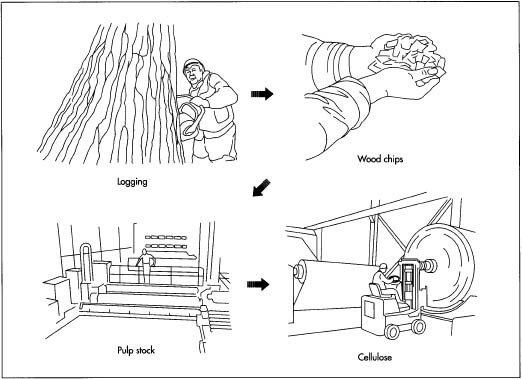 Logging
Wood chips
Pulp stock
Cellulose